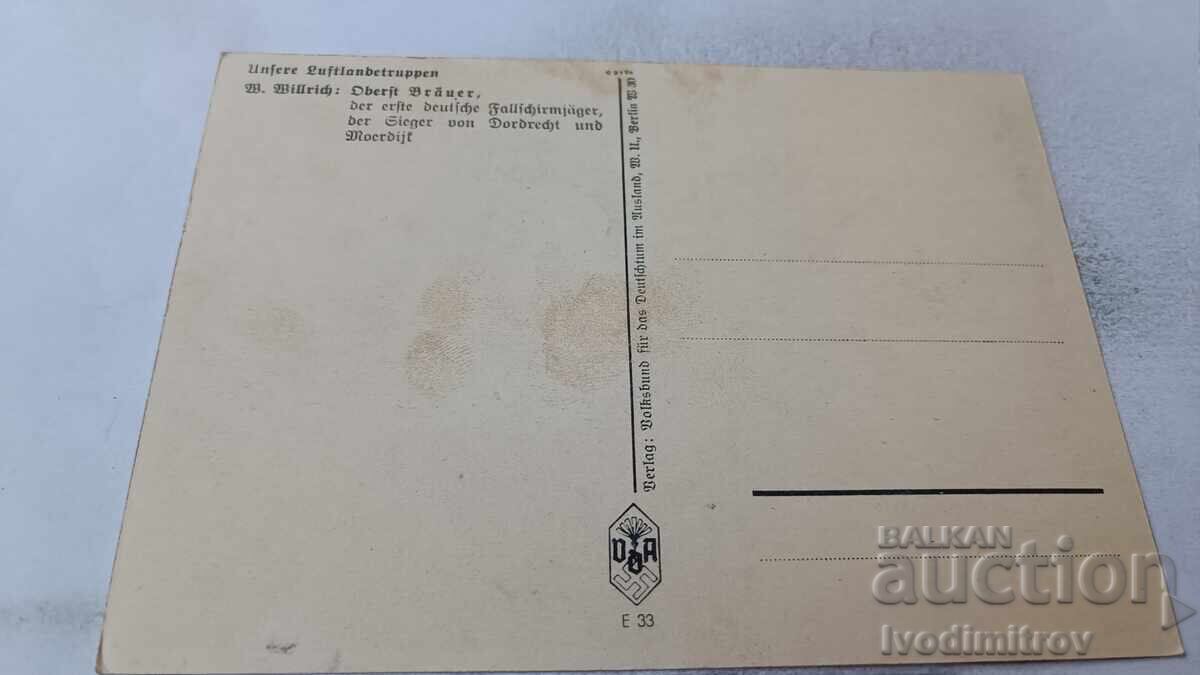 Unsere Luftlandetruppen
W. Willrich: Oberst Bräuer,
der erste deutsche Fallschirmjäger,
der Sieger von Dordrecht und
Moerdijk
Verlag: Volksbund für das Deutschtum im Ausland, W. U., Berlin W 30
V D A
E 33
BALKAN
auction
Ivodimitrov